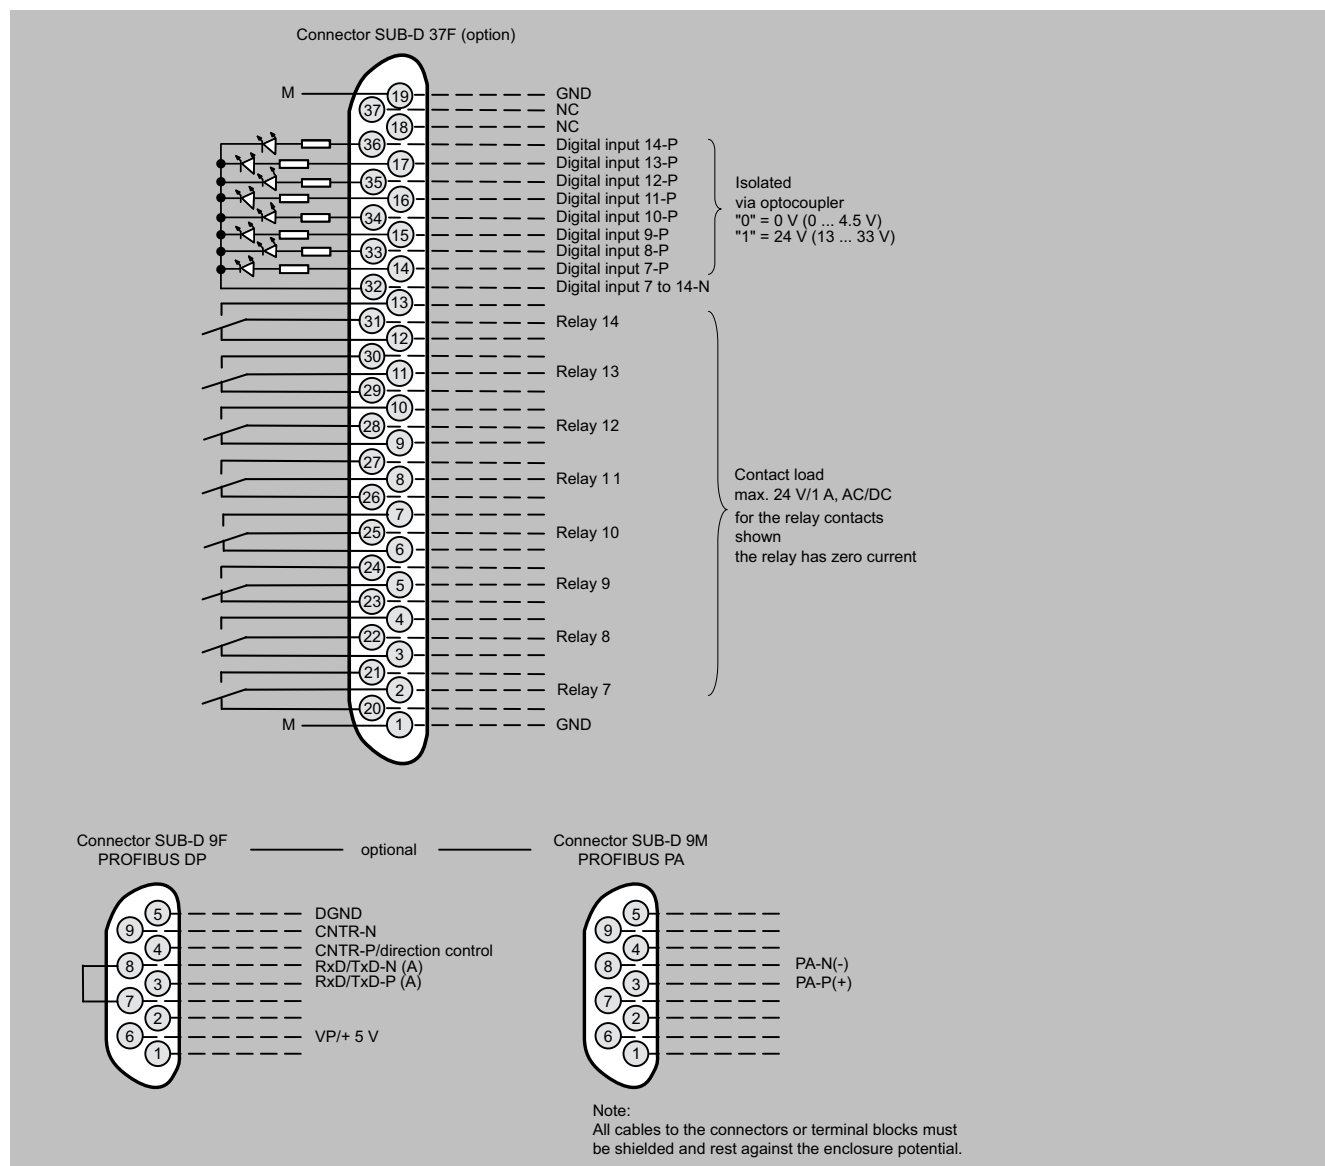 Connector SUB-D 37F (option)
M 19 GND
37 NC
18 NC
36 Digital input 14-P
17 Digital input 13-P
35 Digital input 12-P
16 Digital input 11-P
34 Digital input 10-P
15 Digital input 9-P
33 Digital input 8-P
14 Digital input 7-P
32 Digital input 7 to 14-N
Isolated
via optocoupler
"0" = 0 V (0 ... 4.5 V)
"1" = 24 V (13 ... 33 V)
13
31 Relay 14
12
30
11 Relay 13
29
10
28 Relay 12
9
27
8 Relay 11
26
7
25 Relay 10
6
24
5 Relay 9
23
4
22 Relay 8
3
21
2 Relay 7
20
M 1 GND
Contact load
max. 24 V/1 A, AC/DC
for the relay contacts
shown
the relay has zero current
Connector SUB-D 9F
PROFIBUS DP
optional
Connector SUB-D 9M
PROFIBUS PA
5 DGND
9 CNTR-N
4 CNTR-P/direction control
8 RxD/TxD-N (A)
3 RxD/TxD-P (A)
7
2
6 VP/+ 5 V
1
5
9
4
8 PA-N(-)
3 PA-P(+)
7
2
6
1
Note:
All cables to the connectors or terminal blocks must
be shielded and rest against the enclosure potential.